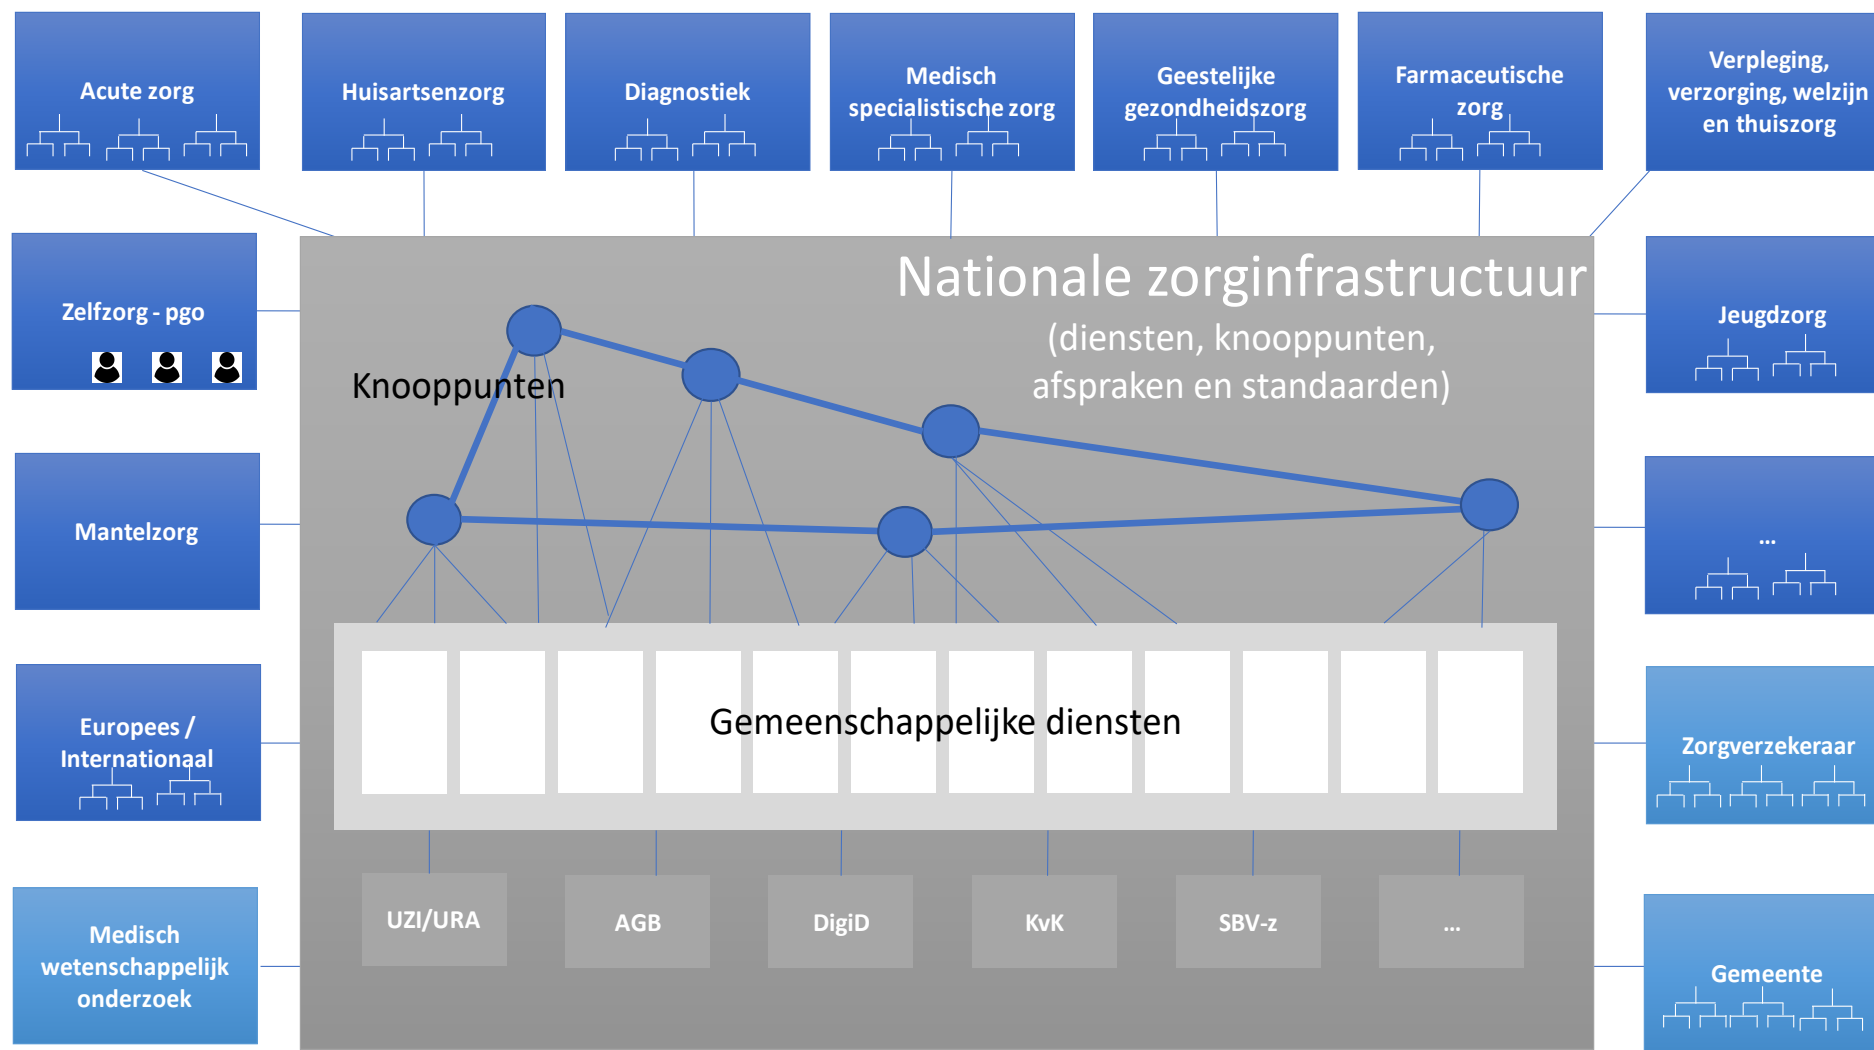 Acute zorg
Huisartsenzorg
Diagnostiek
Medisch
specialistische zorg
Geestelijke
gezondheidszorg
Farmaceutische
zorg
Verpleging,
verzorging, welzijn
en thuiszorg
Zelfzorg - pgo
Mantelzorg
Europees /
Internationaal
Medisch
wetenschappelijk
onderzoek
Nationale zorginfrastructuur
(diensten, knooppunten,
afspraken en standaarden)
Knooppunten
Gemeenschappelijke diensten
UZI/URA
AGB
DigiD
KvK
SBV-z
...
Jeugdzorg
...
Zorgverzekeraar
Gemeente